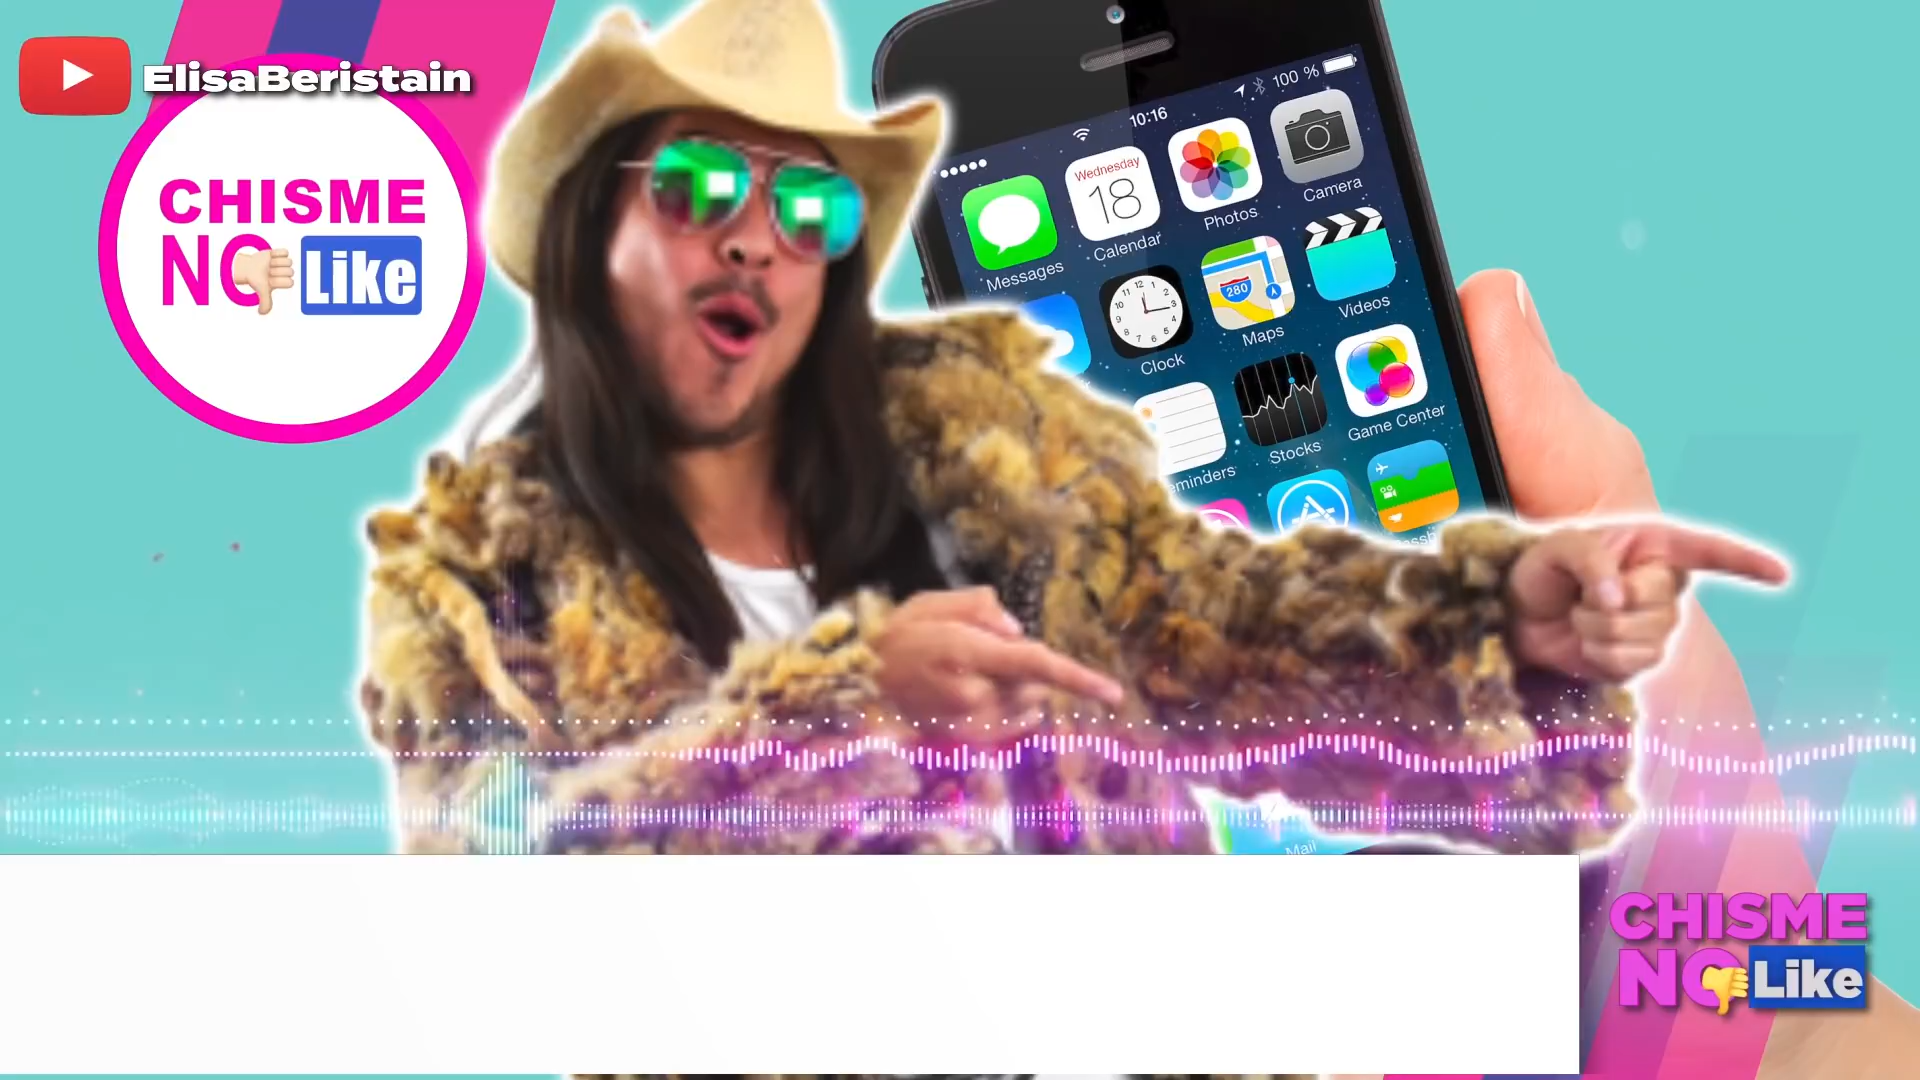 ElisaBeristain
CHISME
NO Like
10:16
100 %
Wednesday
18
Messages
Calendar
Photos
Camera
Clock
280
Maps
Videos
eminders
Stocks
Game Center
Mail
CHISME
NO Like